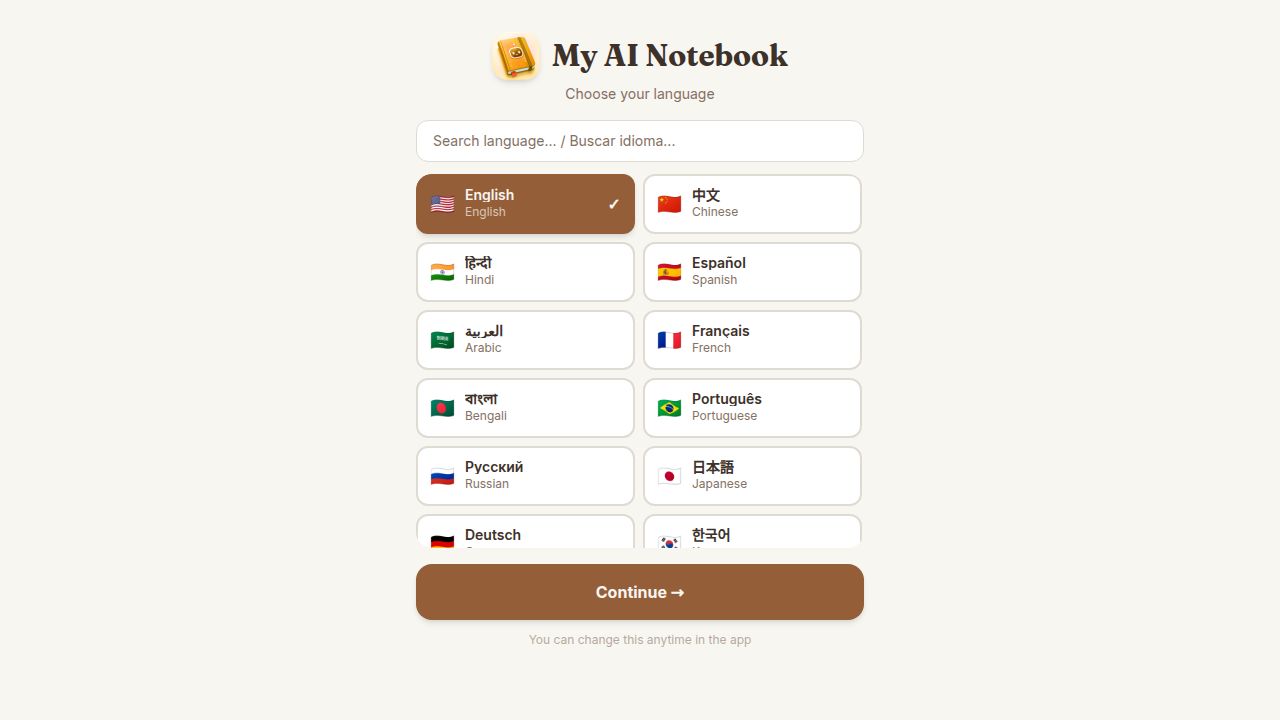 My AI Notebook
Choose your language
Search language... / Buscar idioma...
English
English
✓
中文
Chinese
हिन्दी
Hindi
Español
Spanish
العربية
Arabic
Français
French
বাংলা
Bengali
Português
Portuguese
Русский
Russian
日本語
Japanese
Deutsch
한국어
Continue →
You can change this anytime in the app